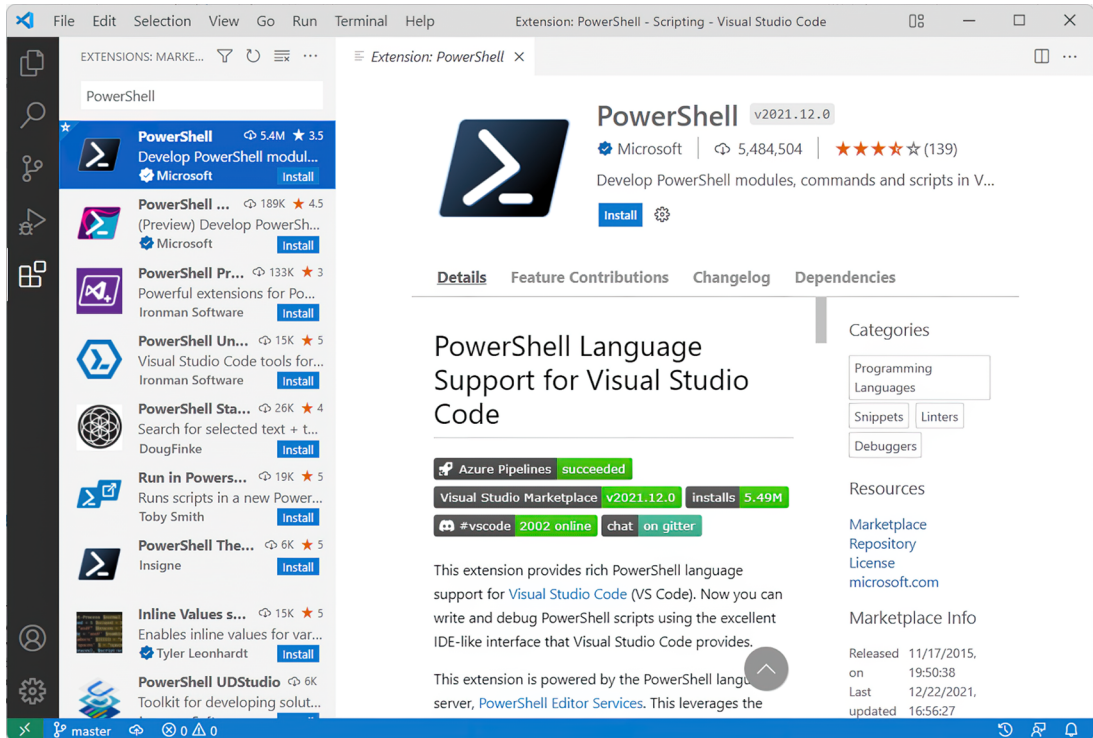 File Edit Selection View Go Run Terminal Help Extension: PowerShell - Scripting - Visual Studio Code
EXTENSIONS: MARKE...
PowerShell
PowerShell 5.4M ★ 3.5
Develop PowerShell modul...
Microsoft Install
PowerShell ... 189K ★ 4.5
(Preview) Develop PowerSh...
Microsoft Install
PowerShell Pr... 133K ★ 3
Powerful extensions for Po...
Ironman Software Install
PowerShell Un... 15K ★ 5
Visual Studio Code tools for...
Ironman Software Install
PowerShell Sta... 26K ★ 4
Search for selected text + t...
DougFinke Install
Run in Powers... 19K ★ 5
Runs scripts in a new Power...
Toby Smith Install
PowerShell The... 6K ★ 5
Insigne Install
Inline Values s... 15K ★ 5
Enables inline values for var...
Tyler Leonhardt Install
PowerShell UDStudio 6K
Toolkit for developing solut...
Extension: PowerShell
PowerShell v2021.12.0
Microsoft 5,484,504 (139)
Develop PowerShell modules, commands and scripts in V...
Install
Details Feature Contributions Changelog Dependencies
PowerShell Language
Support for Visual Studio
Code
Azure Pipelines succeeded
Visual Studio Marketplace v2021.12.0 installs 5.49M
#vscode 2002 online chat on gitter
This extension provides rich PowerShell language
support for Visual Studio Code (VS Code). Now you can
write and debug PowerShell scripts using the excellent
IDE-like interface that Visual Studio Code provides.
This extension is powered by the PowerShell
server, PowerShell Editor Services. This leverages the
Categories
Programming
Languages
Snippets Linters
Debuggers
Resources
Marketplace
Repository
License
microsoft.com
Marketplace Info
Released 11/17/2015,
on 19:50:38
Last 12/22/2021,
updated 16:56:27
master 0 0